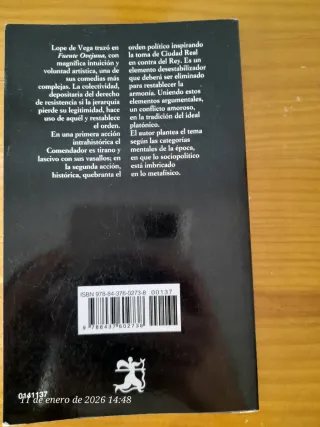 Lope de Vega trazó en
Fuente Ovejuna, con
magnífica intuición y
voluntad artística, una de
sus comedias más
complejas. La colectividad,
depositaria del derecho
de resistencia si la jerarquía
pierde su legitimidad, hace
uso de aquél y restablece
el orden.
En una primera acción
intrahistórica el
Comendador es tirano y
lascivo con sus vasallos; en
la segunda acción,
histórica, quebranta el
orden político inspirando
la toma de Ciudad Real
en contra del Rey. Es un
elemento desestabilizador
que deberá ser eliminado
para restablecer la
armonía. Uniendo estos
elementos argumentales,
un conflicto amoroso,
en la tradición del ideal
platónico.
El autor plantea el tema
según las categorías
mentales de la época,
en que lo sociopolítico
está imbricado
en lo metafísico.
ISBN 978-84-376-0273-8
00137
9 788437 602738
0141137
11 de enero de 2026 14:48